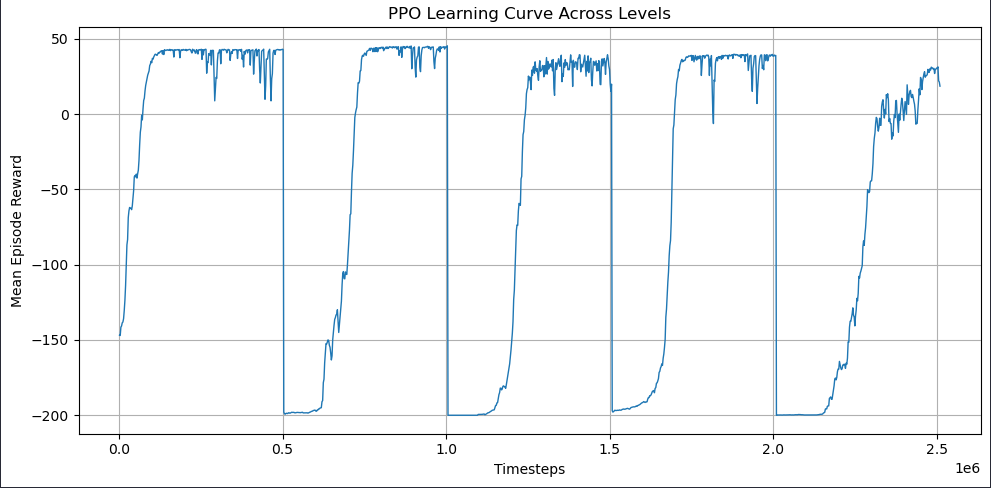 PPO Learning Curve Across Levels
50
0
−50
−100
−150
−200
Mean Episode Reward
0.0 0.5 1.0 1.5 2.0 2.5
1e6
Timesteps